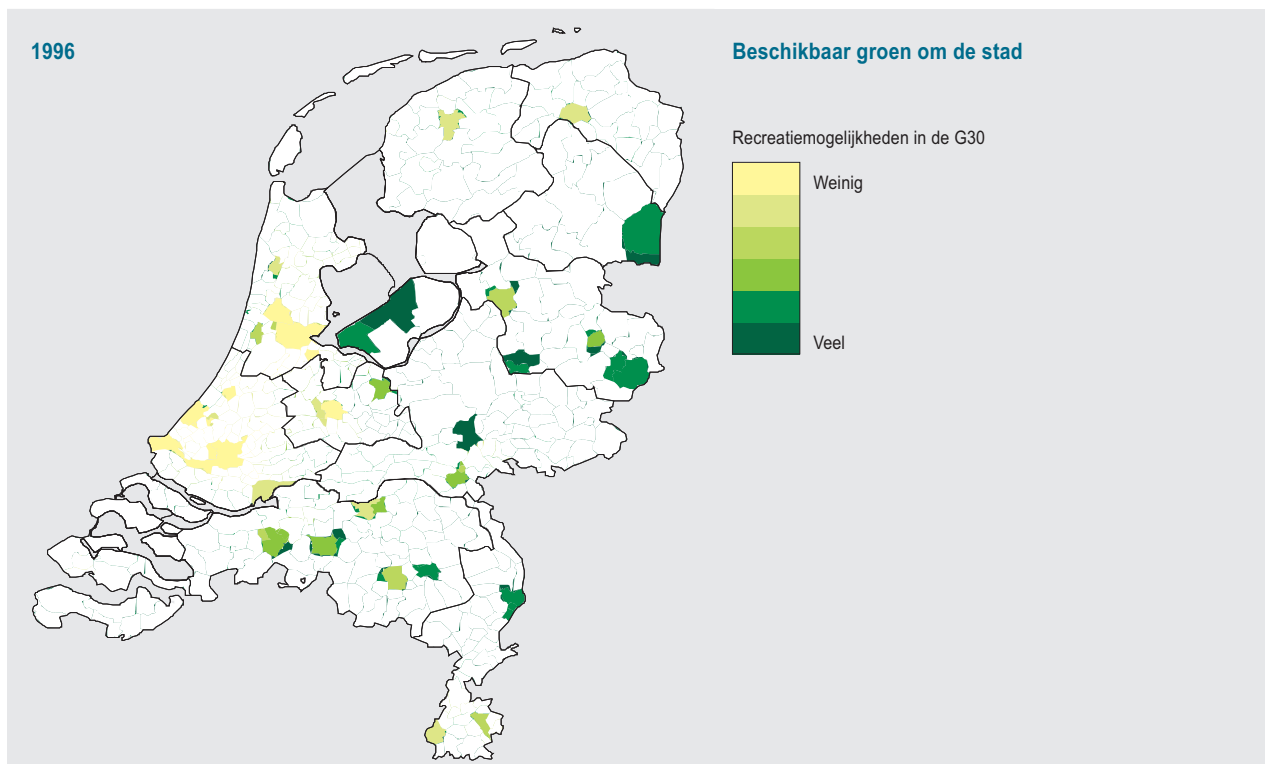 1996
Beschikbaar groen om de stad
Recreatiemogelijkheden in de G30
Weinig
Veel